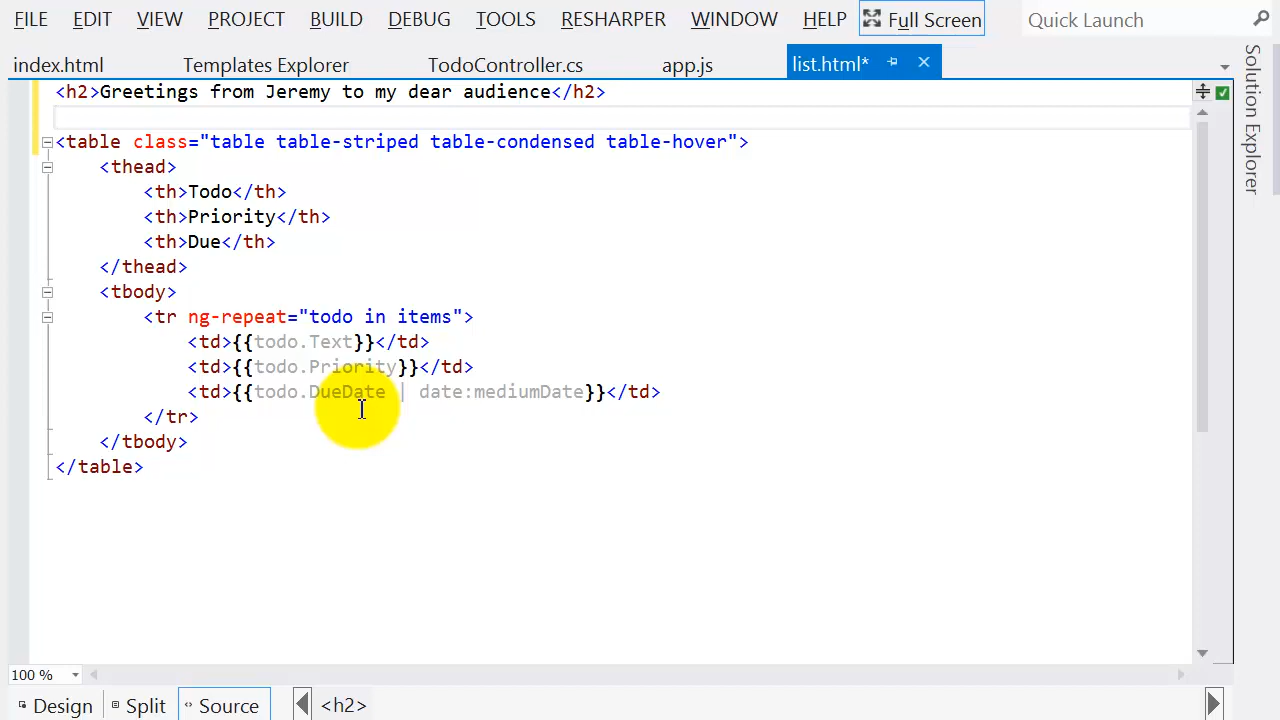 FILE EDIT VIEW PROJECT BUILD DEBUG TOOLS RESHARPER WINDOW HELP Full Screen Quick Launch
index.html Templates Explorer TodoController.cs app.js list.html*
Solution Explorer
<h2>Greetings from Jeremy to my dear audience</h2>
<table class="table table-striped table-condensed table-hover">
<thead>
<th>Todo</th>
<th>Priority</th>
<th>Due</th>
</thead>
<tbody>
<tr ng-repeat="todo in items">
<td>{{todo.Text}}</td>
<td>{{todo.Priority}}</td>
<td>{{todo.DueDate | date:mediumDate}}</td>
</tr>
</tbody>
</table>
100 %
Design Split Source <h2>